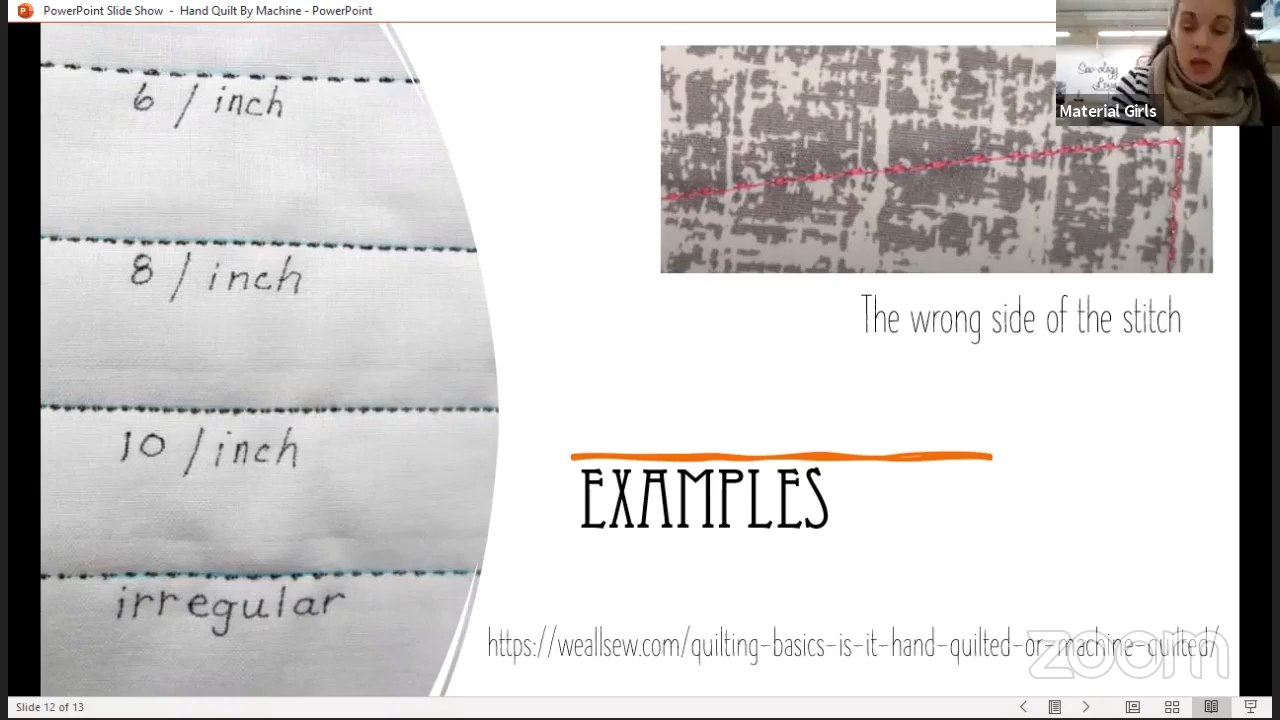 PowerPoint Slide Show - Hand Quilt By Machine - PowerPoint
6 / inch
8 / inch
10 / inch
irregular
Sew-ology
Material Girls
The wrong side of the stitch
EXAMPLES
https://weallsew.com/quilting-basics-is-it-hand-quilted-or-machine-quilted/
zoom
Slide 12 of 13